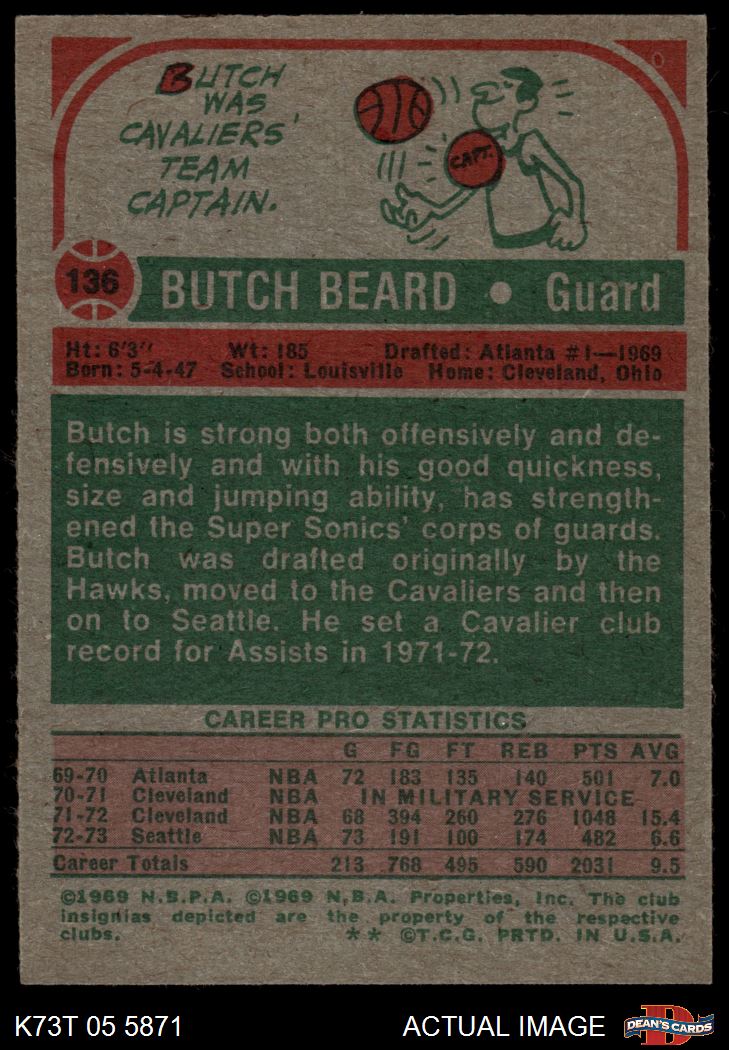 BUTCH
WAS
CAVALIERS'
TEAM
CAPTAIN.
CAPT.
136
BUTCH BEARD • Guard
Ht: 6'3" Wt: 185 Drafted: Atlanta #1—1969
Born: 5-4-47 School: Louisville Home: Cleveland, Ohio
Butch is strong both offensively and de-
fensively and with his good quickness,
size and jumping ability, has strength-
ened the Super Sonics' corps of guards.
Butch was drafted originally by the
Hawks, moved to the Cavaliers and then
on to Seattle. He set a Cavalier club
record for Assists in 1971-72.
CAREER PRO STATISTICS
G FG FT REB PTS AVG
69-70 Atlanta NBA 72 183 135 140 501 7.0
70-71 Cleveland NBA IN MILITARY SERVICE
71-72 Cleveland NBA 68 394 260 276 1048 15.4
72-73 Seattle NBA 73 191 100 174 482 6.6
Career Totals 213 768 495 590 2031 9.5
©1969 N.B.P.A. ©1969 N.B.A. Properties, Inc. The club
insignias depicted are the property of the respective
clubs. ** ©T.C.G. PRTD. IN U.S.A.
K73T 05 5871 ACTUAL IMAGE
D
DEAN'S CARDS